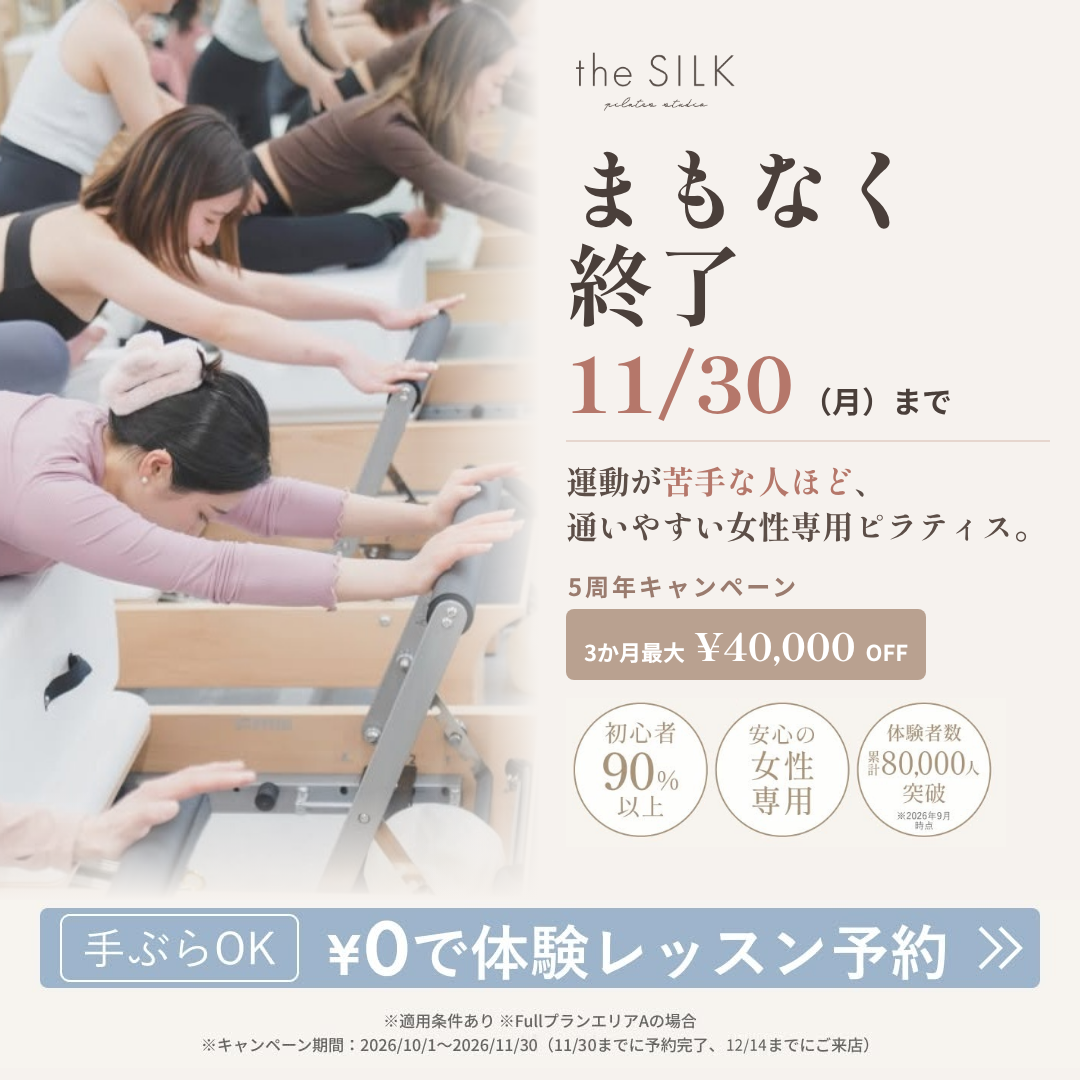 the SILK
pilates studio
まもなく
終了
11/30（月）まで
運動が苦手な人ほど、
通いやすい女性専用ピラティス。
5周年キャンペーン
3か月最大 ¥40,000 OFF
初心者
90%
以上
安心の
女性
専用
体験者数
累計80,000人
突破
※2026年9月
時点
手ぶらOK ¥0で体験レッスン予約
※適用条件あり ※FullプランエリアAの場合
※キャンペーン期間：2026/10/1〜2026/11/30（11/30までに予約完了、12/14までにご来店）